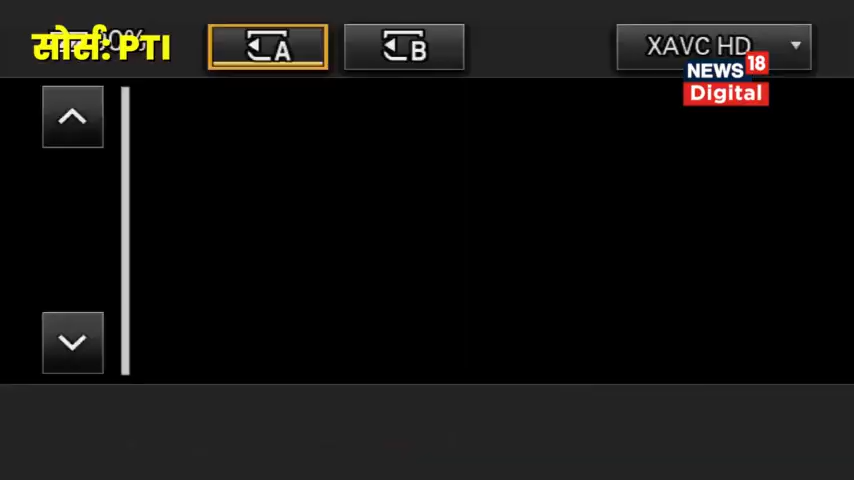 सोर्स: PTI
A
B
XAVC HD
NEWS 18
Digital